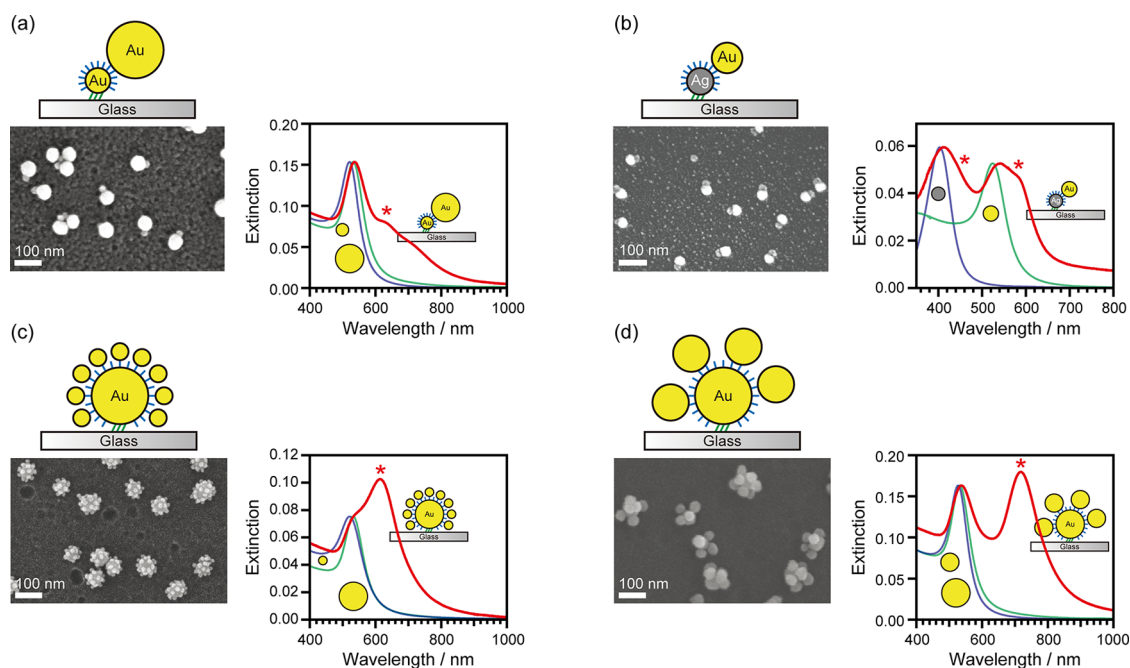 (a)
Au
Au
Glass
100 nm
Extinction
0.20
0.15
0.10
0.05
0.00
*
Au
Au
Glass
400 600 800 1000
Wavelength / nm
(b)
Au
Ag
Glass
100 nm
Extinction
0.06
0.04
0.02
0.00
*
*
Au
Ag
Glass
400 500 600 700 800
Wavelength / nm
(c)
Au
Glass
100 nm
Extinction
0.12
0.10
0.08
0.06
0.04
0.02
0.00
*
Au
Glass
400 600 800 1000
Wavelength / nm
(d)
Au
Glass
100 nm
Extinction
0.20
0.15
0.10
0.05
0.00
*
Au
Glass
400 600 800 1000
Wavelength / nm